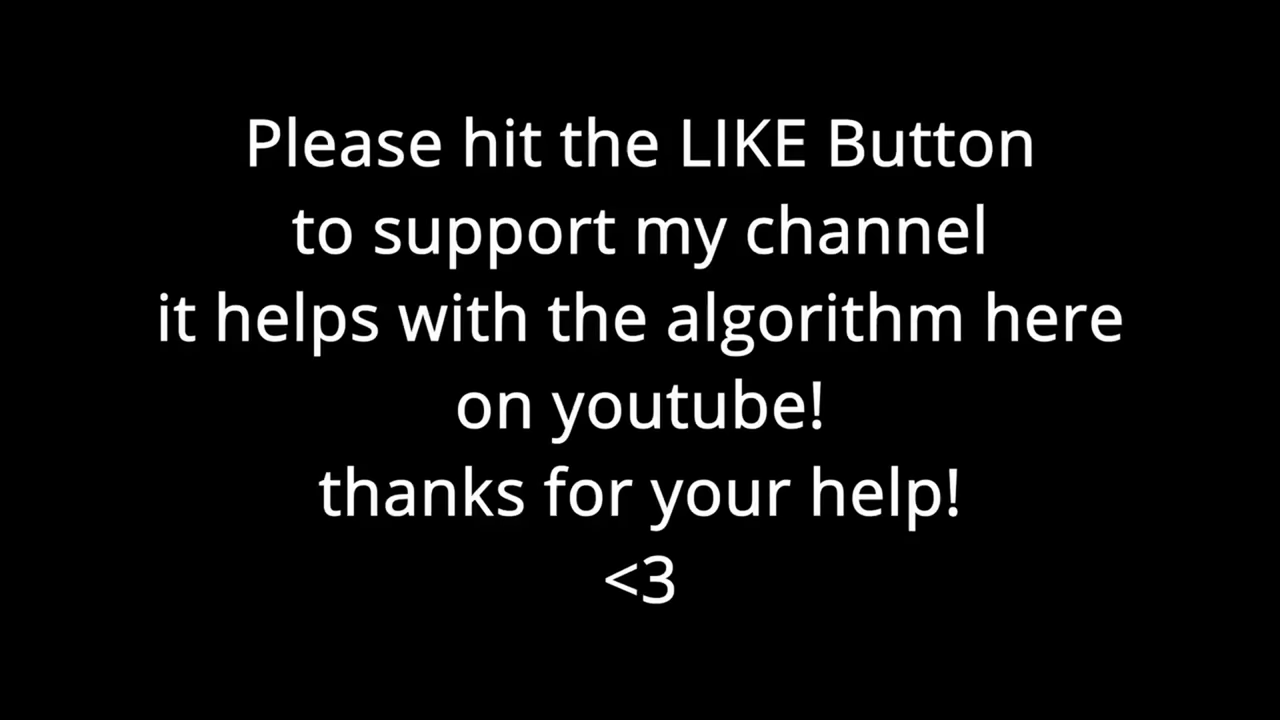 Please hit the LIKE Button
to support my channel
it helps with the algorithm here
on youtube!
thanks for your help!
<3